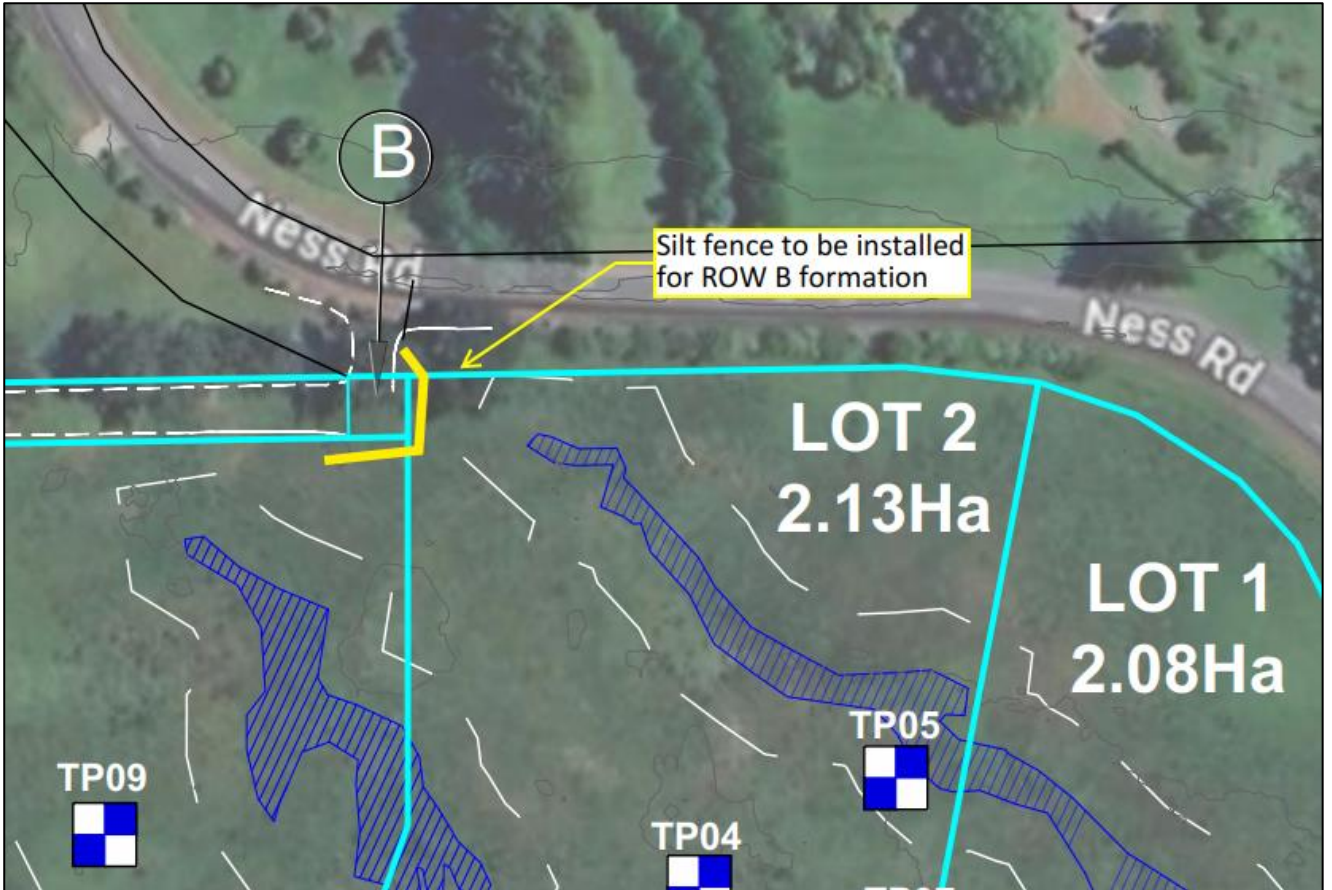 B
Ness Rd
Silt fence to be installed
for ROW B formation
Ness Rd
LOT 2
2.13Ha
LOT 1
2.08Ha
TP05
TP09
TP04